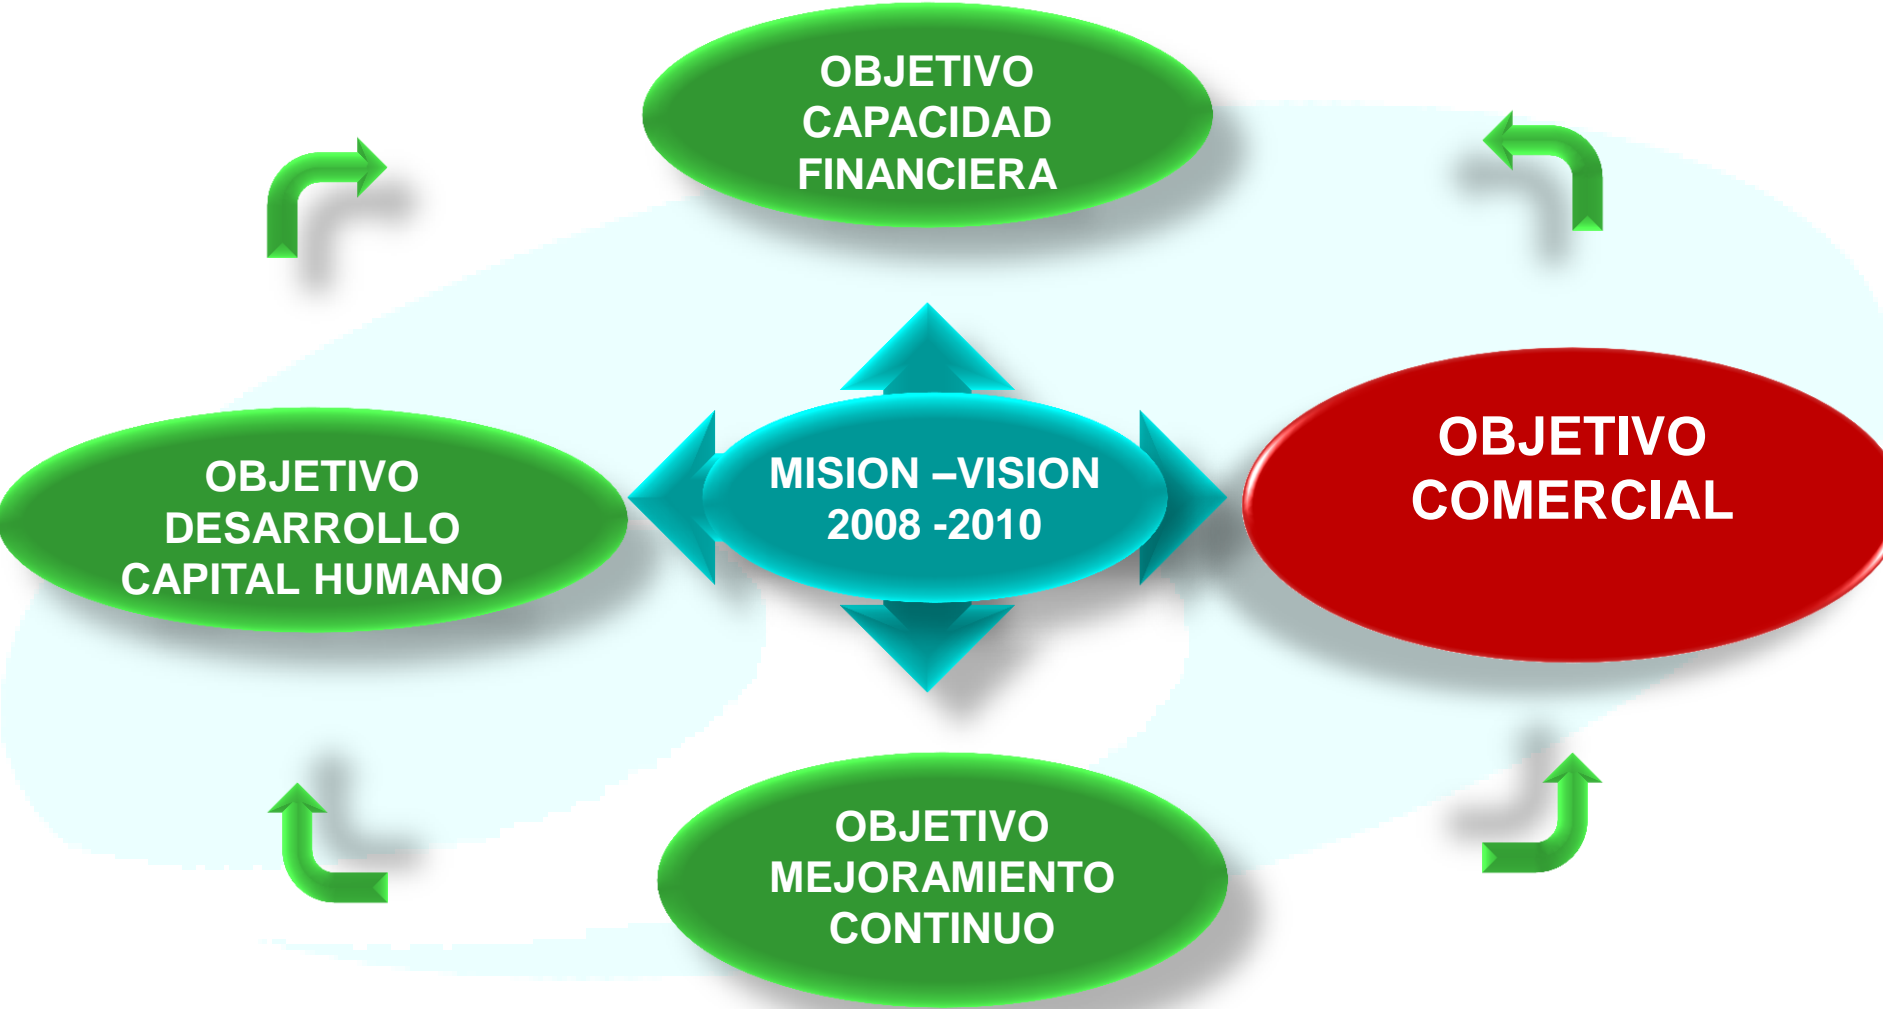 OBJETIVO
CAPACIDAD
FINANCIERA
OBJETIVO
DESARROLLO
CAPITAL HUMANO
MISION –VISION
2008 -2010
OBJETIVO
COMERCIAL
OBJETIVO
MEJORAMIENTO
CONTINUO